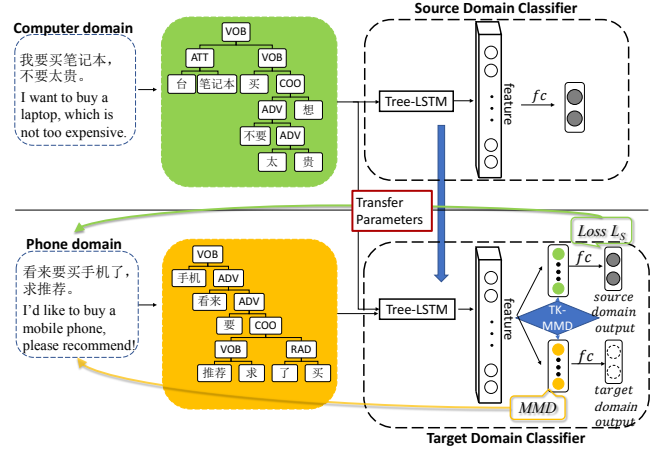 Computer domain
我要买笔记本，
不要太贵。
I want to buy a
laptop, which is
not too expensive.
VOB
ATT
VOB
台
笔记本
买
COO
ADV
想
不要
ADV
太
贵
Source Domain Classifier
Tree-LSTM
feature
fc
Transfer
Parameters
Phone domain
看来要买手机了，
求推荐。
I'd like to buy a
mobile phone,
please recommend!
VOB
手机
ADV
看来
ADV
要
COO
VOB
RAD
推荐
求
了
买
Tree-LSTM
feature
Loss LS
fc
source
domain
output
TK-
MMD
fc
target
domain
output
MMD
Target Domain Classifier